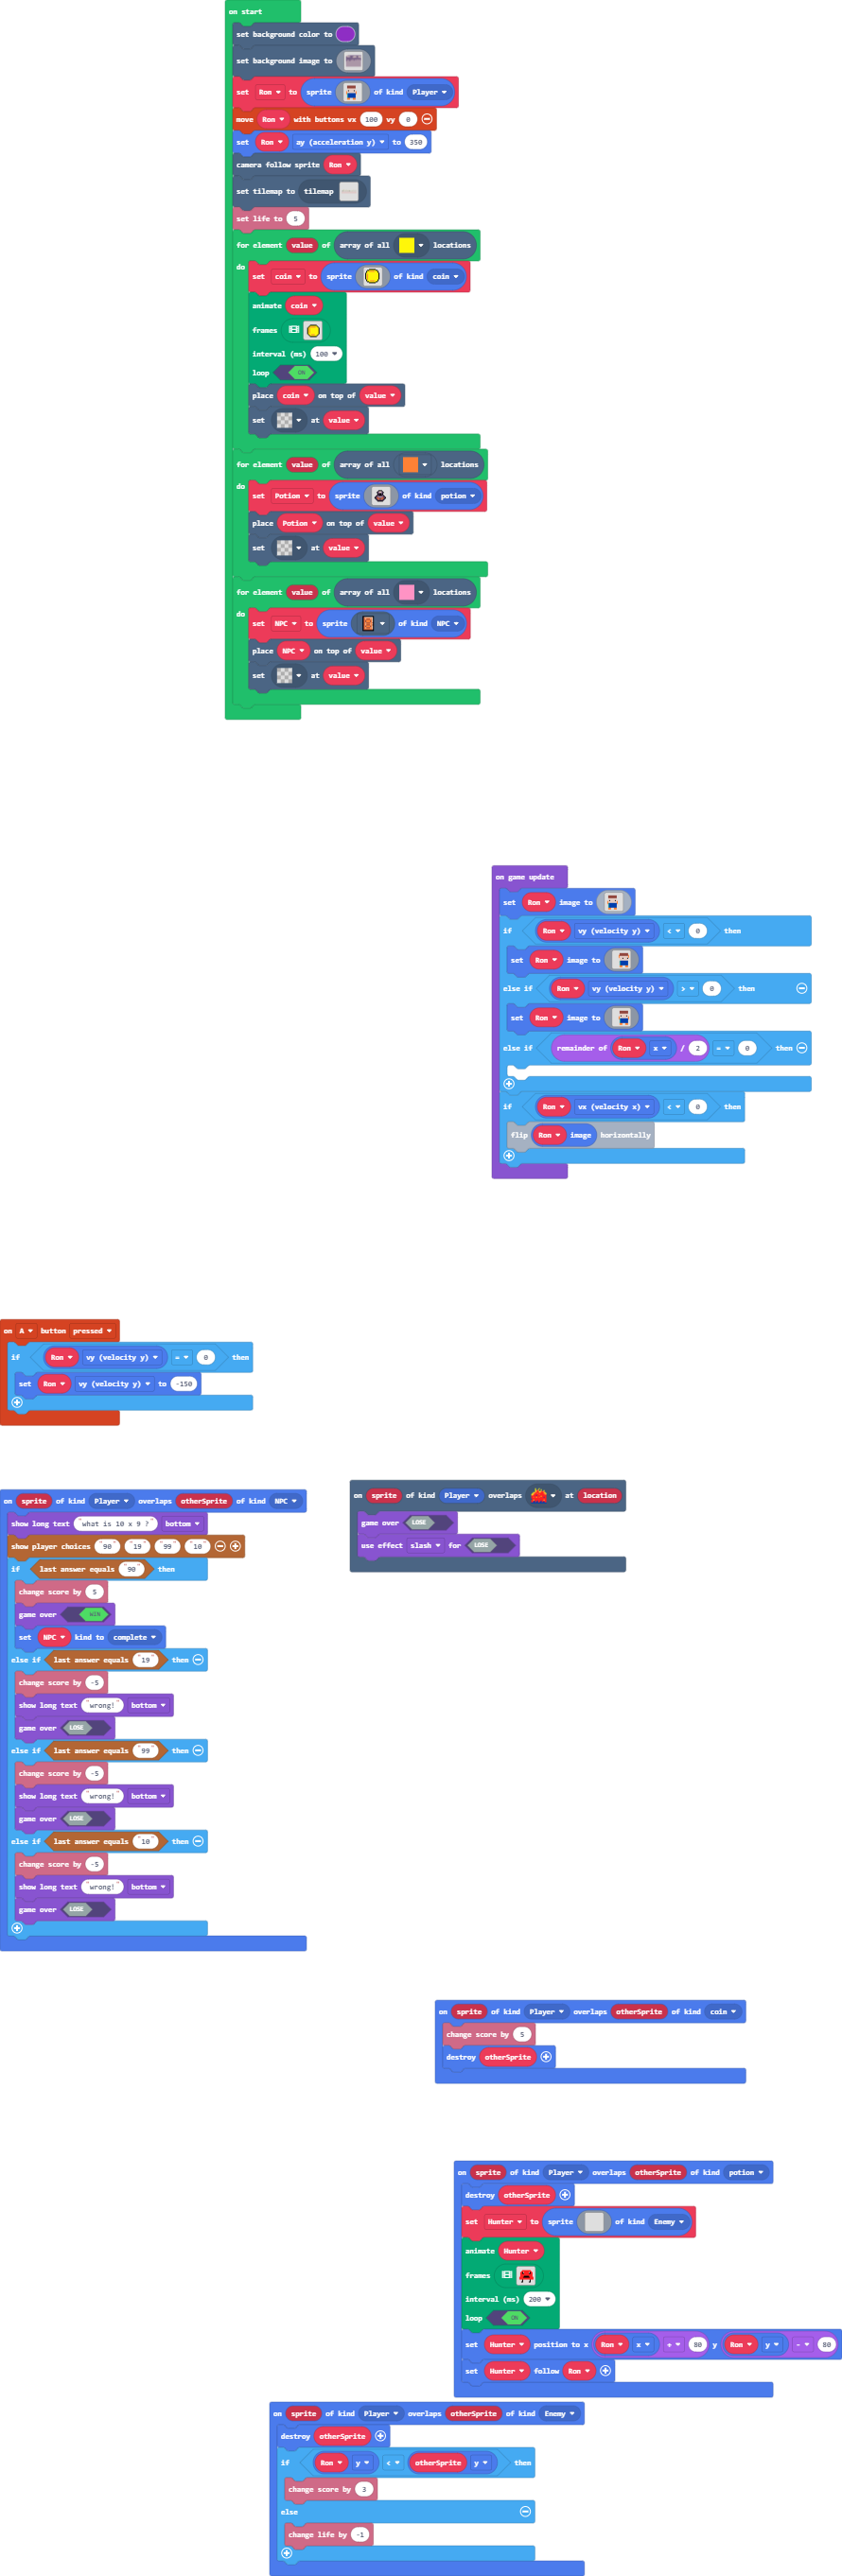 on start
set background color to
set background image to
set Ron to sprite of kind Player
move Ron with buttons vx 100 vy 0
set Ron ay (acceleration y) to 350
camera follow sprite Ron
set tilemap to tilemap
set life to 5
for element value of array of all locations
do
set coin to sprite of kind coin
animate coin
frames
interval (ms) 100
loop ON
place coin on top of value
set at value
for element value of array of all locations
do
set Potion to sprite of kind potion
place Potion on top of value
set at value
for element value of array of all locations
do
set NPC to sprite of kind NPC
place NPC on top of value
set at value
on game update
set Ron image to
if Ron vy (velocity y) < 0 then
set Ron image to
else if Ron vy (velocity y) > 0 then
set Ron image to
else if remainder of Ron x / 2 = 0 then
if Ron vx (velocity x) < 0 then
flip Ron image horizontally
on A button pressed
if Ron vy (velocity y) = 0 then
set Ron vy (velocity y) to -150
on sprite of kind Player overlaps at location
game over LOSE
use effect slash for LOSE
on sprite of kind Player overlaps otherSprite of kind NPC
show long text "what is 10 x 9 ?" bottom
show player choices "90" "19" "99" "10"
if last answer equals "90" then
change score by 5
game over WIN
set NPC kind to complete
else if last answer equals "19" then
change score by -5
show long text "wrong!" bottom
game over LOSE
else if last answer equals "99" then
change score by -5
show long text "wrong!" bottom
game over LOSE
else if last answer equals "10" then
change score by -5
show long text "wrong!" bottom
game over LOSE
on sprite of kind Player overlaps otherSprite of kind coin
change score by 5
destroy otherSprite
on sprite of kind Player overlaps otherSprite of kind potion
destroy otherSprite
set Hunter to sprite of kind Enemy
animate Hunter
frames
interval (ms) 200
loop ON
set Hunter position to x Ron x + 80 y Ron y - 80
set Hunter follow Ron
on sprite of kind Player overlaps otherSprite of kind Enemy
destroy otherSprite
if Ron y < otherSprite y then
change score by 3
else
change life by -1